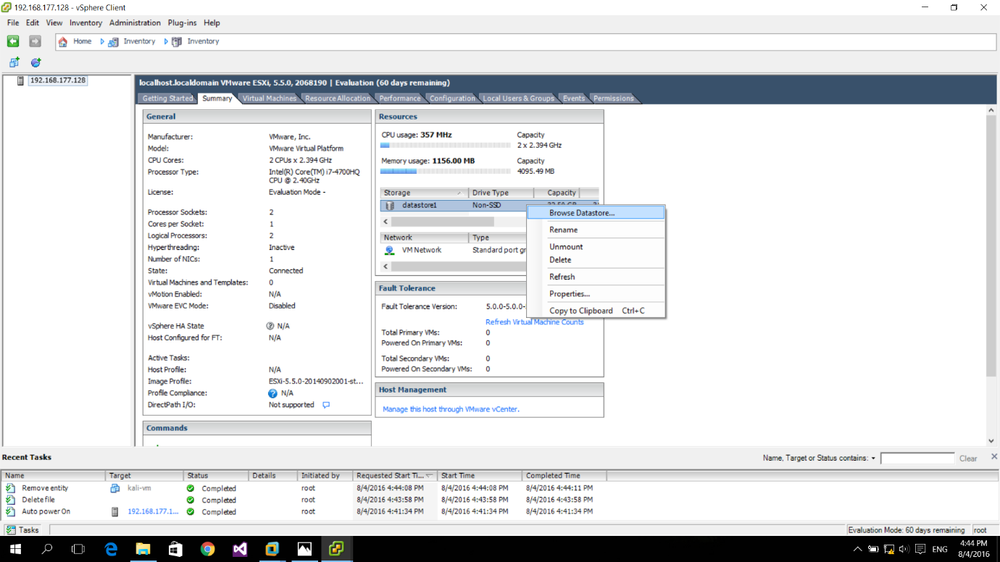 192.168.177.128 - vSphere Client
File Edit View Inventory Administration Plug-ins Help
Home Inventory Inventory
192.168.177.128
localhost.localdomain VMware ESXi, 5.5.0, 2068190 | Evaluation (60 days remaining)
Getting Started Summary Virtual Machines Resource Allocation Performance Configuration Local Users & Groups Events Permissions
General
Manufacturer: VMware, Inc.
Model: VMware Virtual Platform
CPU Cores: 2 CPUs x 2.394 GHz
Processor Type: Intel(R) Core(TM) i7-4700HQ
CPU @ 2.40GHz
License: Evaluation Mode -
Processor Sockets: 2
Cores per Socket: 1
Logical Processors: 2
Hyperthreading: Inactive
Number of NICs: 1
State: Connected
Virtual Machines and Templates: 0
vMotion Enabled: N/A
VMware EVC Mode: Disabled
vSphere HA State ? N/A
Host Configured for FT: N/A
Active Tasks:
Host Profile: N/A
Image Profile: ESXi-5.5.0-20140902001-st...
Profile Compliance: ? N/A
DirectPath I/O: Not supported
Commands
Resources
CPU usage: 357 MHz Capacity
2 x 2.394 GHz
Memory usage: 1156.00 MB Capacity
4095.49 MB
Storage Drive Type Capacity
datastore1 Non-SSD
Network Type
VM Network Standard port gr
Browse Datastore...
Rename
Unmount
Delete
Refresh
Properties...
Copy to Clipboard Ctrl+C
Fault Tolerance
Fault Tolerance Version: 5.0.0-5.0.0-
Refresh Virtual Machine Counts
Total Primary VMs: 0
Powered On Primary VMs: 0
Total Secondary VMs: 0
Powered On Secondary VMs: 0
Host Management
Manage this host through VMware vCenter.
Recent Tasks
Name, Target or Status contains: Clear
Name Target Status Details Initiated by Requested Start Ti... Start Time Completed Time
Remove entity kali-vm Completed root 8/4/2016 4:44:08 PM 8/4/2016 4:44:08 PM 8/4/2016 4:44:11 PM
Delete file Completed root 8/4/2016 4:43:58 PM 8/4/2016 4:43:58 PM 8/4/2016 4:43:58 PM
Auto power On 192.168.177.1... Completed root 8/4/2016 4:41:34 PM 8/4/2016 4:41:34 PM 8/4/2016 4:41:34 PM
Tasks Evaluation Mode: 60 days remaining root
ENG
4:44 PM
8/4/2016